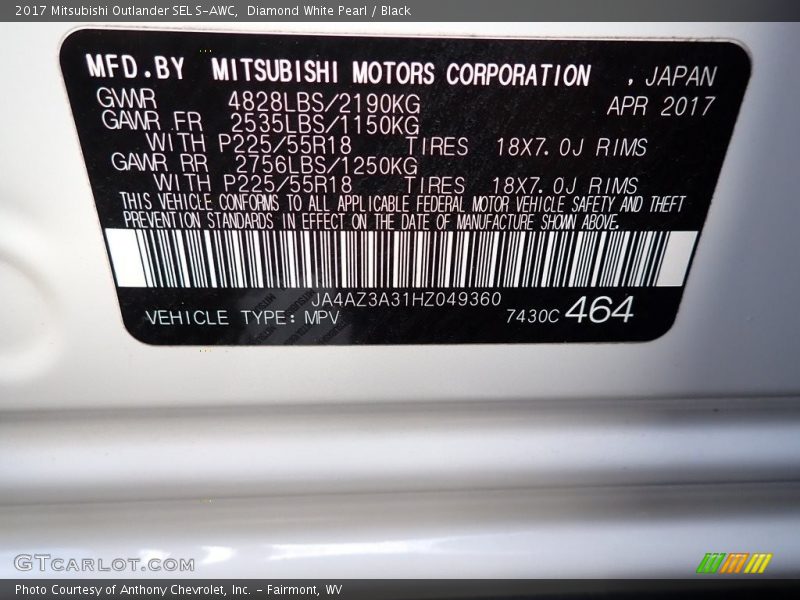 2017 Mitsubishi Outlander SEL S-AWC,  Diamond White Pearl / Black
MFD.BY MITSUBISHI MOTORS CORPORATION , JAPAN
GVWR 4828LBS/2190KG APR 2017
GAWR FR 2535LBS/1150KG
WITH P225/55R18 TIRES 18X7.0J RIMS
GAWR RR 2756LBS/1250KG
WITH P225/55R18 TIRES 18X7.0J RIMS
THIS VEHICLE CONFORMS TO ALL APPLICABLE FEDERAL MOTOR VEHICLE SAFETY AND THEFT
PREVENTION STANDARDS IN EFFECT ON THE DATE OF MANUFACTURE SHOWN ABOVE.
JA4AZ3A31HZ049360
VEHICLE TYPE: MPV 7430C 464
GTcarlot.com
Photo Courtesy of Anthony Chevrolet, Inc. - Fairmont, WV